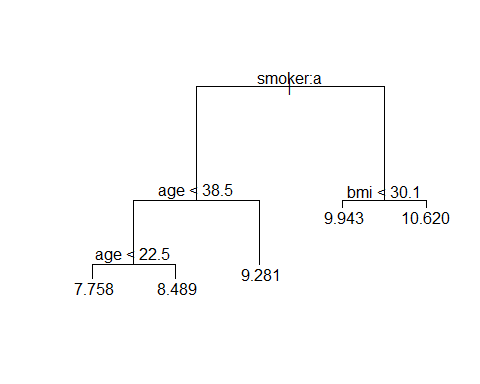 smoker:a
age < 38.5
bmi < 30.1
9.943
10.620
age < 22.5
7.758
8.489
9.281